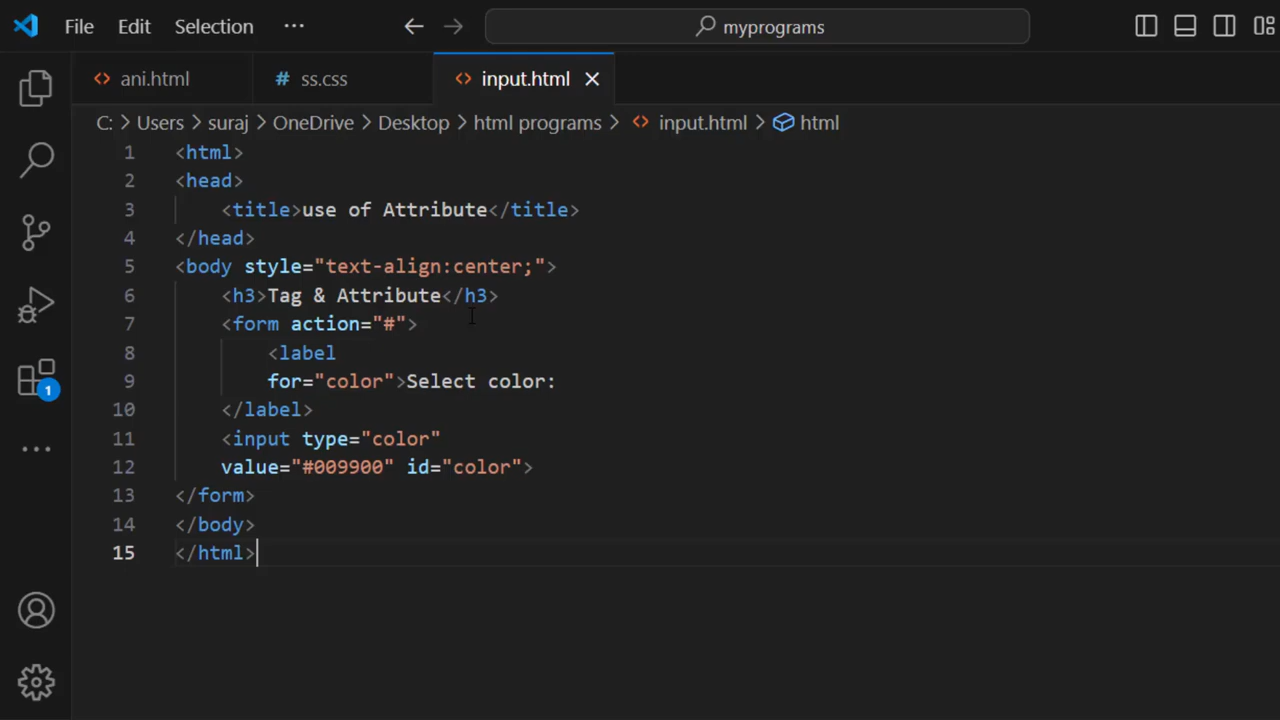 File Edit Selection ··· myprograms
ani.html # ss.css input.html
C: > Users > suraj > OneDrive > Desktop > html programs > input.html > html
1 <html>
2 <head>
3 <title>use of Attribute</title>
4 </head>
5 <body style="text-align:center;">
6 <h3>Tag & Attribute</h3>
7 <form action="#">
8 <label
9 for="color">Select color:
10 </label>
11 <input type="color"
12 value="#009900" id="color">
13 </form>
14 </body>
15 </html>
1